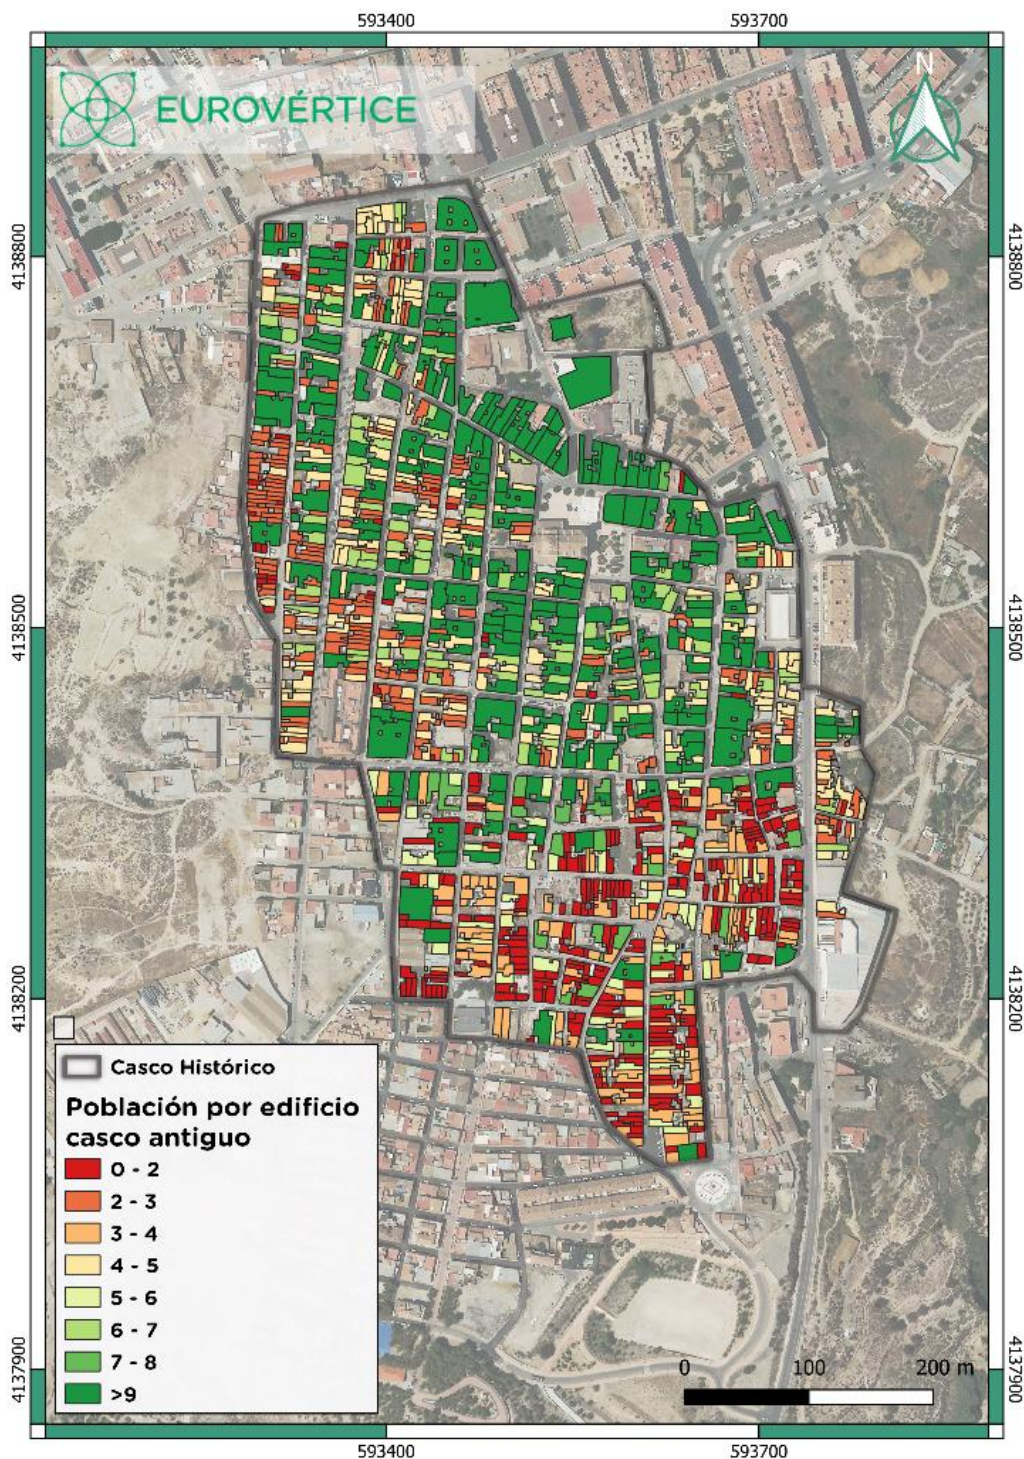 593400
593700
N
EUROVÉRTICE
4138800
4138800
4138500
4138500
4138200
4138200
Casco Histórico
Población por edificio
casco antiguo
0 - 2
2 - 3
3 - 4
4 - 5
5 - 6
6 - 7
7 - 8
>9
0
100
200 m
4137900
4137900
593400
593700